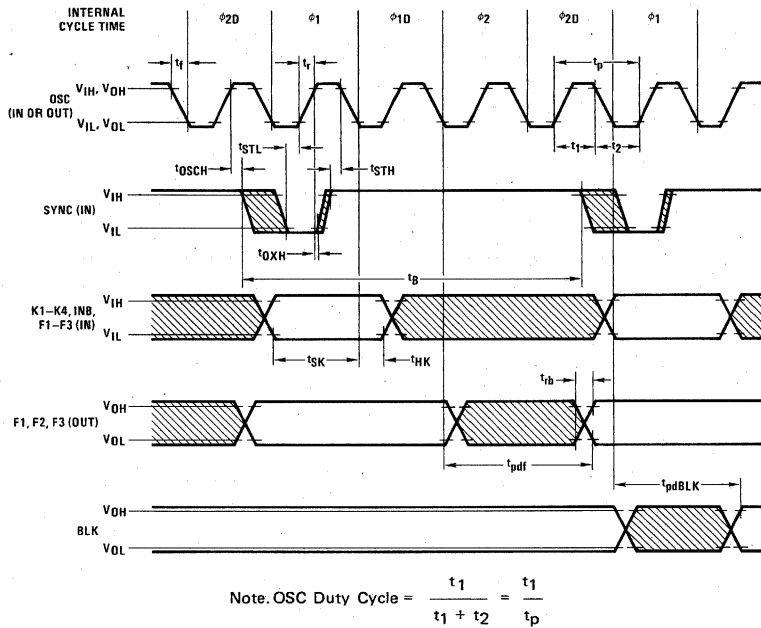 INTERNAL
CYCLE TIME
ϕ2D ϕ1 ϕ1D ϕ2 ϕ2D ϕ1
tf tr tp
VIH, VOH
OSC
(IN OR OUT)
VIL, VOL
tSTL t1 t2
tOSCH tSTH
VIH
SYNC (IN)
VIL
tOXH
tB
VIH
K1–K4, INB,
F1–F3 (IN)
VIL
tSK tHK
trb
VOH
F1, F2, F3 (OUT)
VOL
tpdf
tpdBLK
VOH
BLK
VOL
Note. OSC Duty Cycle = t1 / t1 + t2 = t1 / tp